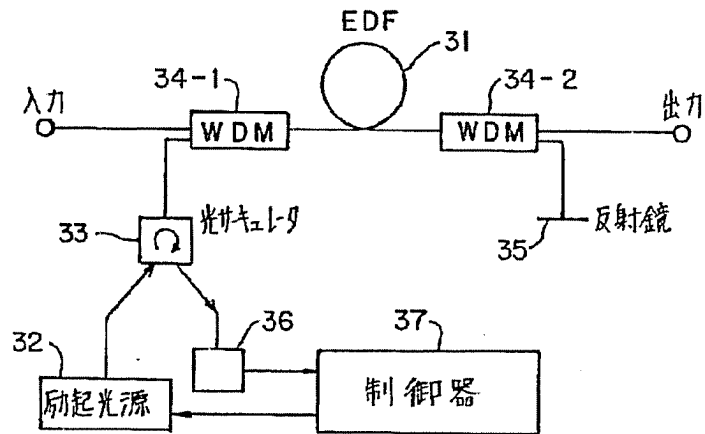 EDF
31
34-1
34-2
入力
WDM
WDM
出力
33
光サーキュレータ
35
反射鏡
36
37
32
励起光源
制御器